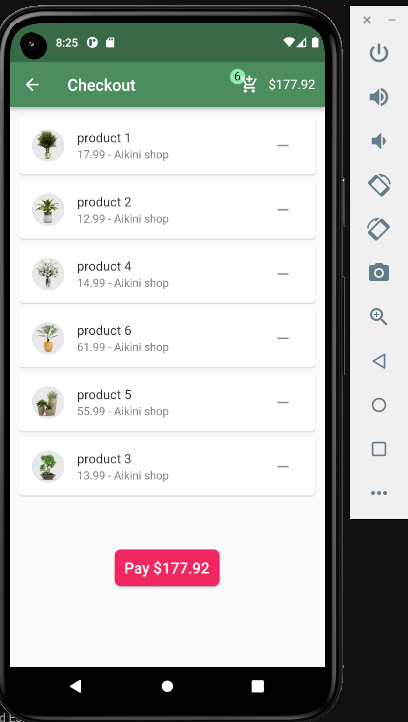 8:25
Checkout
6
$177.92
product 1
17.99 - Aikini shop
product 2
12.99 - Aikini shop
product 4
14.99 - Aikini shop
product 6
61.99 - Aikini shop
product 5
55.99 - Aikini shop
product 3
13.99 - Aikini shop
Pay $177.92